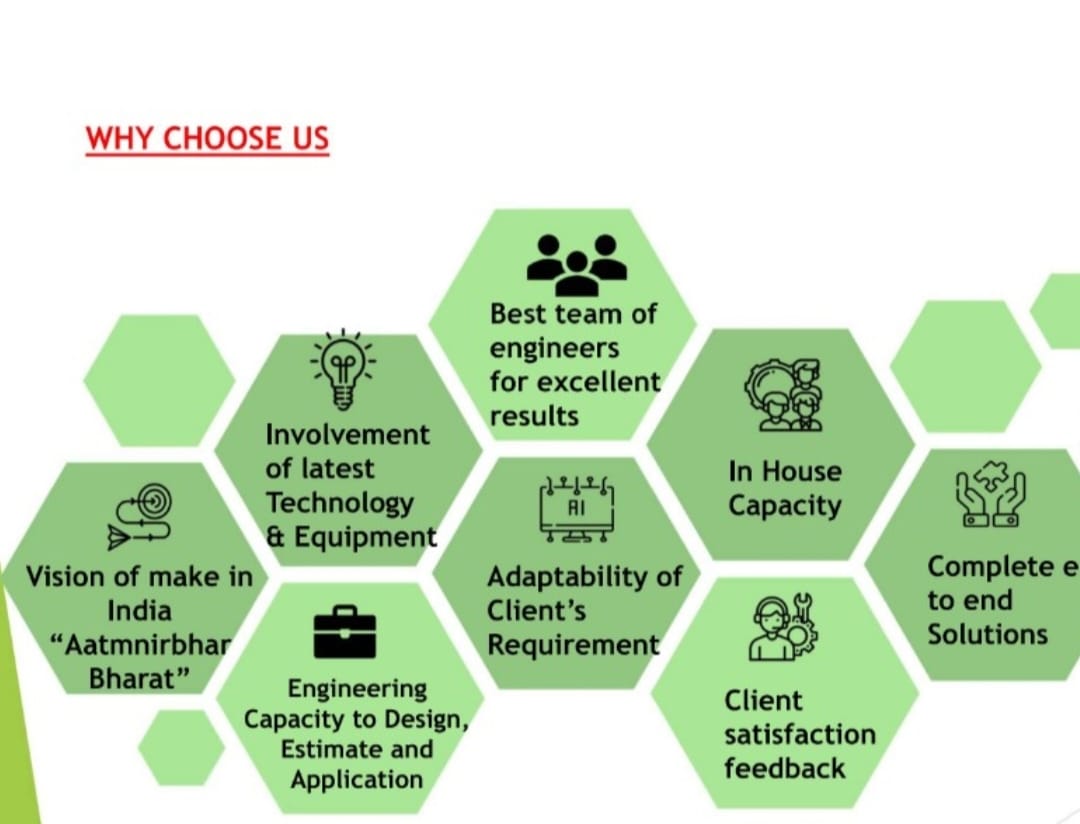 WHY CHOOSE US
Best team of
engineers
for excellent
results
Involvement
of latest
Technology
& Equipment
In House
Capacity
Vision of make in
India
“Aatmnirbhar
Bharat”
AI
Adaptability of
Client’s
Requirement
Complete e
to end
Solutions
Engineering
Capacity to Design,
Estimate and
Application
Client
satisfaction
feedback